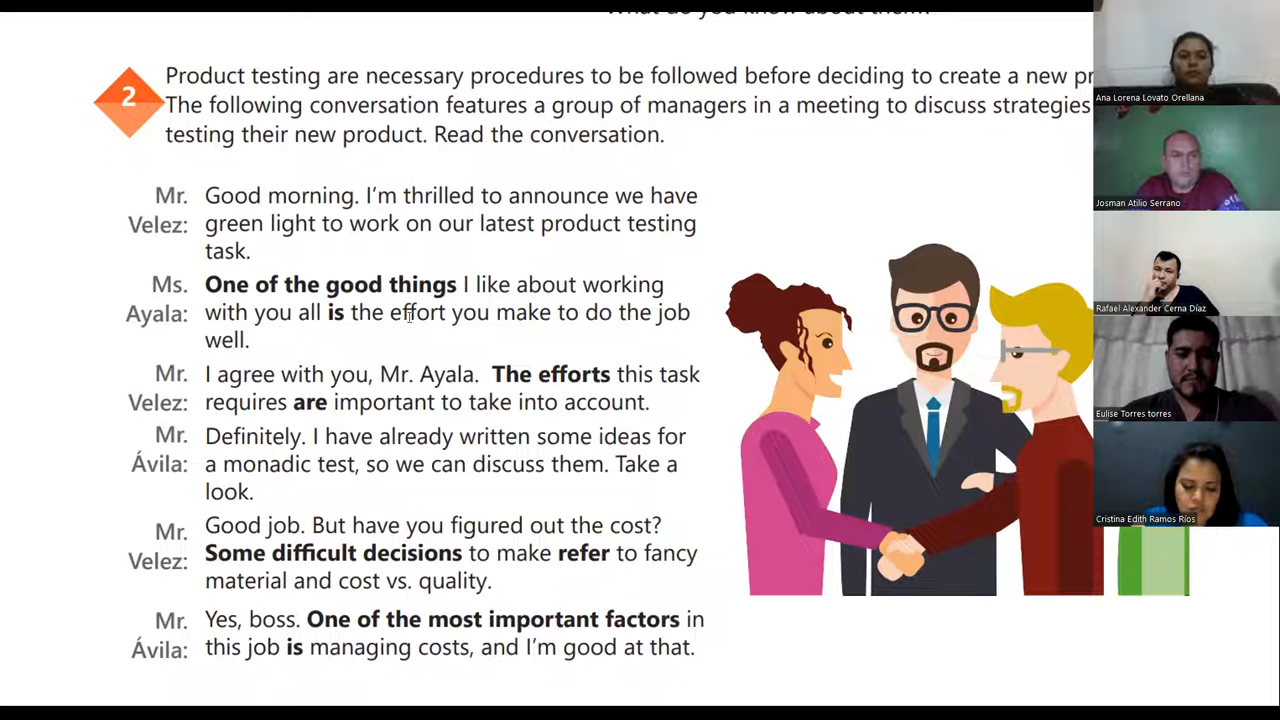 What do you know about them?
2
Product testing are necessary procedures to be followed before deciding to create a new
The following conversation features a group of managers in a meeting to discuss strategies
testing their new product. Read the conversation.
Mr. Velez:
Good morning. I'm thrilled to announce we have
green light to work on our latest product testing
task.
Ms. Ayala:
One of the good things I like about working
with you all is the effort you make to do the job
well.
Mr. Velez:
I agree with you, Mr. Ayala. The efforts this task
requires are important to take into account.
Mr. Ávila:
Definitely. I have already written some ideas for
a monadic test, so we can discuss them. Take a
look.
Mr. Velez:
Good job. But have you figured out the cost?
Some difficult decisions to make refer to fancy
material and cost vs. quality.
Mr. Ávila:
Yes, boss. One of the most important factors in
this job is managing costs, and I'm good at that.
Ana Lorena Lovato Orellana
Josman Atilio Serrano
Rafael Alexander Cerna Díaz
Eulise Torres torres
Cristina Edith Ramos Ríos